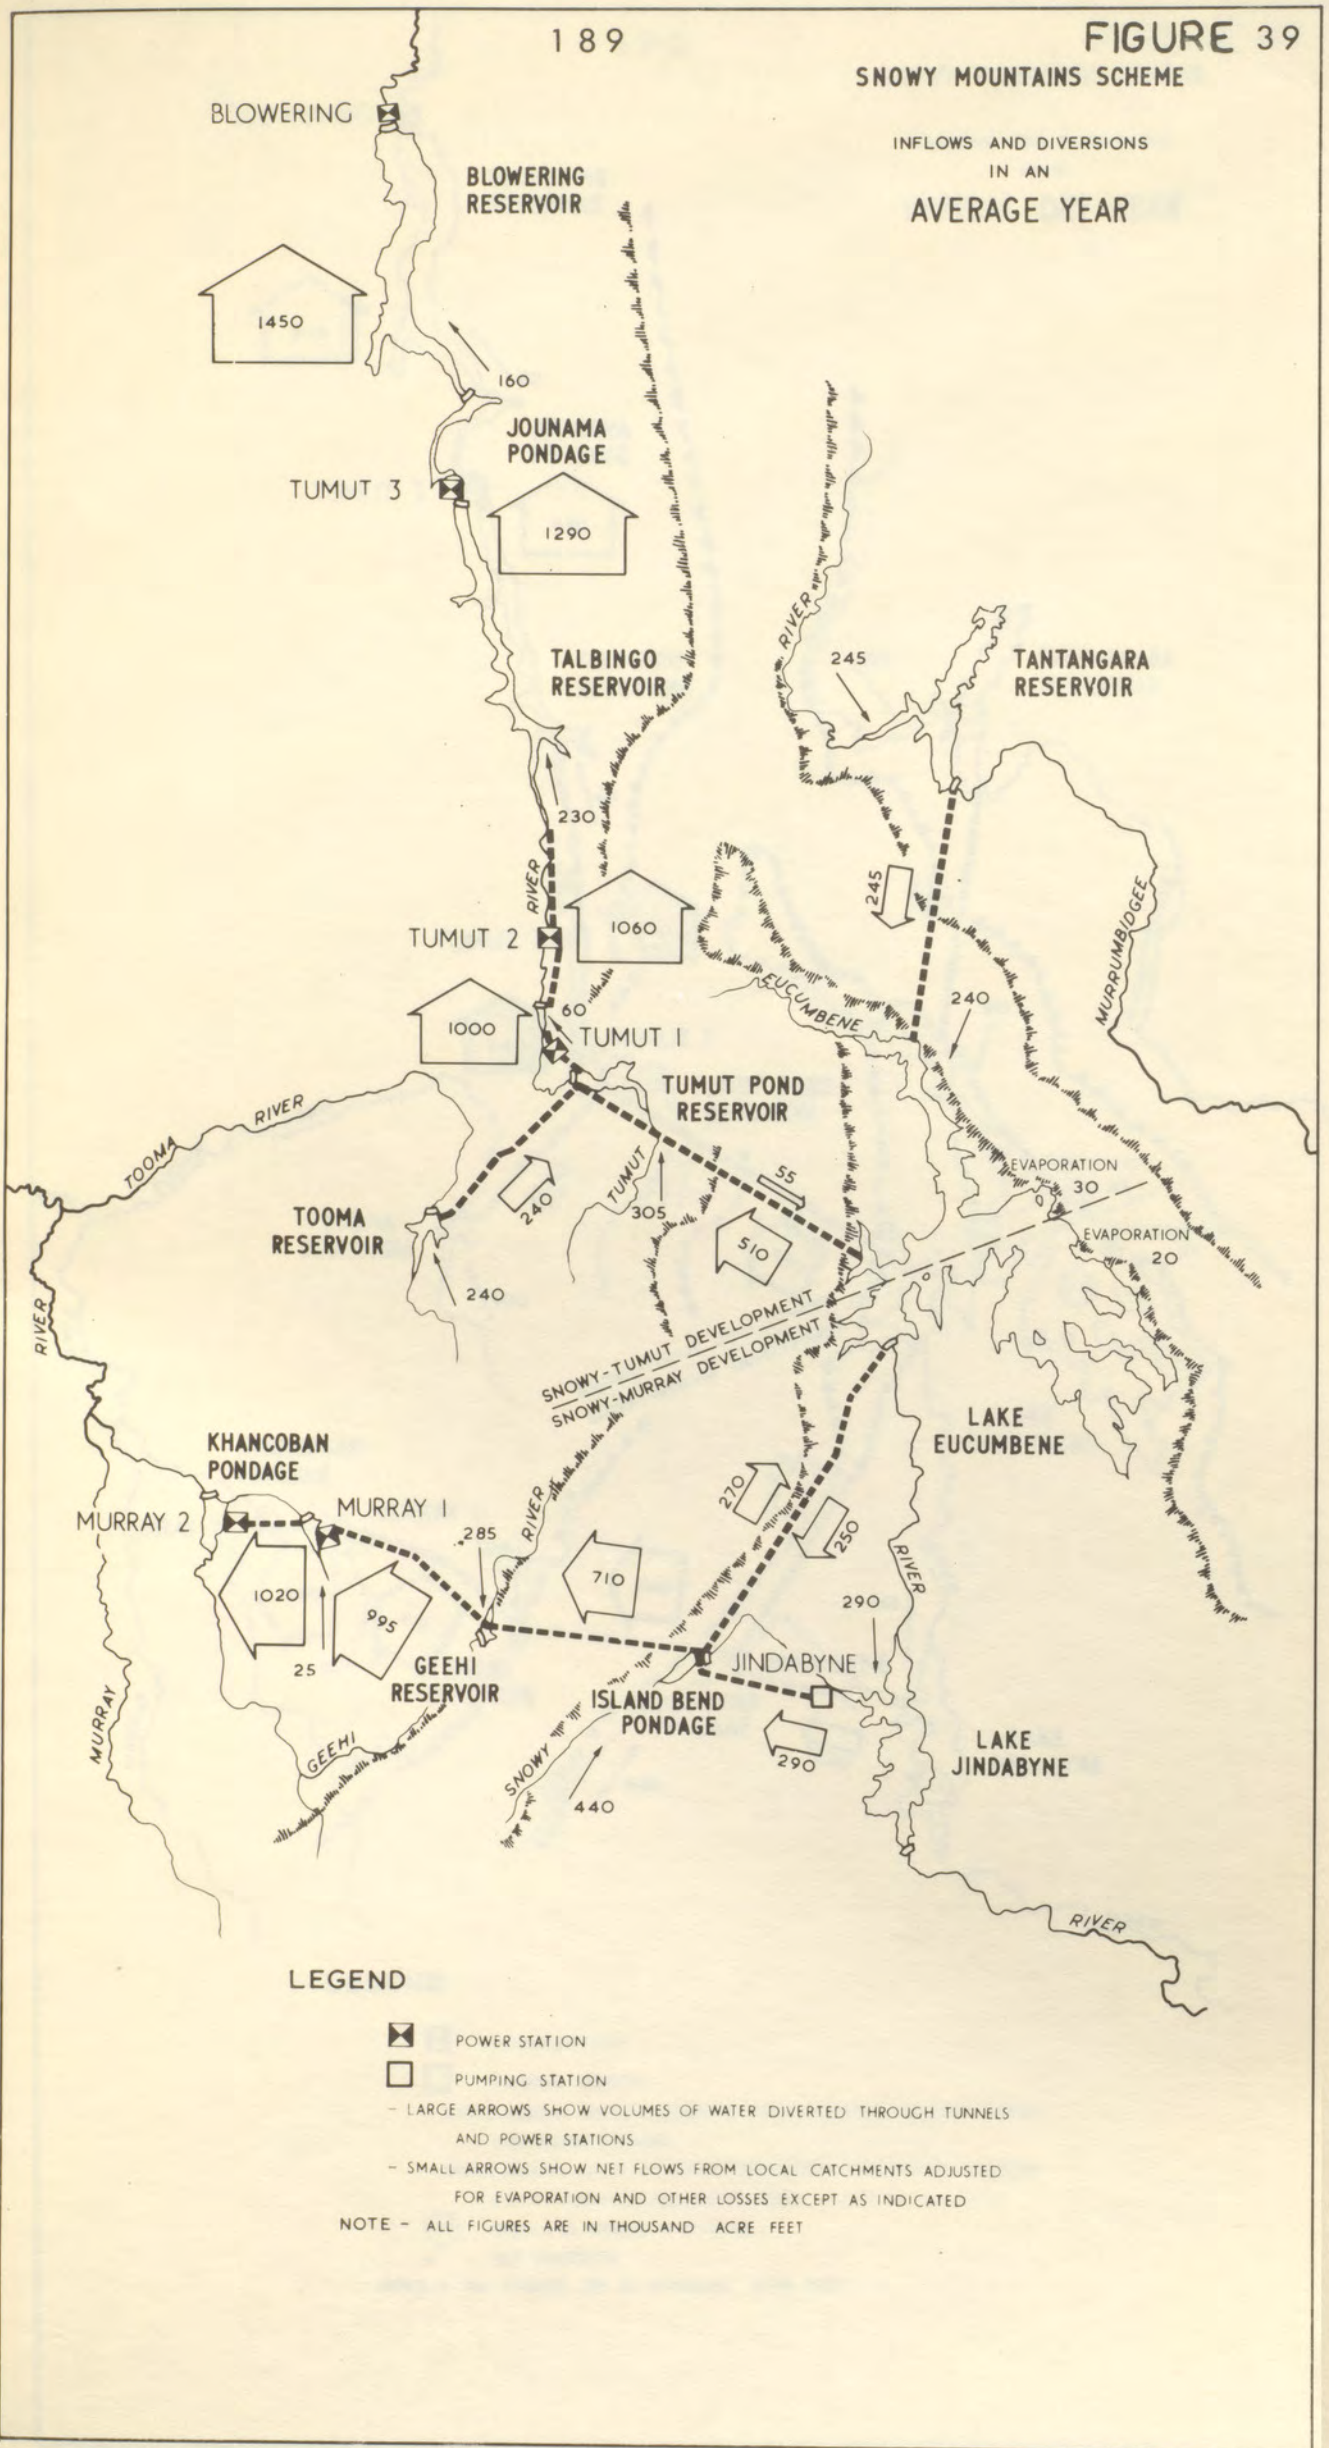 189
FIGURE 39
SNOWY MOUNTAINS SCHEME
INFLOWS AND DIVERSIONS
IN AN
AVERAGE YEAR
BLOWERING
BLOWERING
RESERVOIR
1450
160
JOUNAMA
PONDAGE
TUMUT 3
1290
RIVER
245
TALBINGO
RESERVOIR
TANTANGARA
RESERVOIR
230
RIVER
245
1060
TUMUT 2
MURRUMBIDGEE
EUCUMBENE
240
60
1000
TUMUT 1
TUMUT POND
RESERVOIR
TOOMA RIVER
EVAPORATION
30
55
TUMUT
240
305
TOOMA
RESERVOIR
510
EVAPORATION
20
240
RIVER
SNOWY-TUMUT DEVELOPMENT
SNOWY-MURRAY DEVELOPMENT
LAKE
EUCUMBENE
KHANCOBAN
PONDAGE
270
250
MURRAY 1
MURRAY 2
285
RIVER
RIVER
710
1020
995
290
25
GEEHI
RESERVOIR
JINDABYNE
ISLAND BEND
PONDAGE
MURRAY
GEEHI
290
LAKE
JINDABYNE
SNOWY
440
RIVER
LEGEND
POWER STATION
PUMPING STATION
- LARGE ARROWS SHOW VOLUMES OF WATER DIVERTED THROUGH TUNNELS
AND POWER STATIONS
- SMALL ARROWS SHOW NET FLOWS FROM LOCAL CATCHMENTS ADJUSTED
FOR EVAPORATION AND OTHER LOSSES EXCEPT AS INDICATED
NOTE - ALL FIGURES ARE IN THOUSAND ACRE FEET